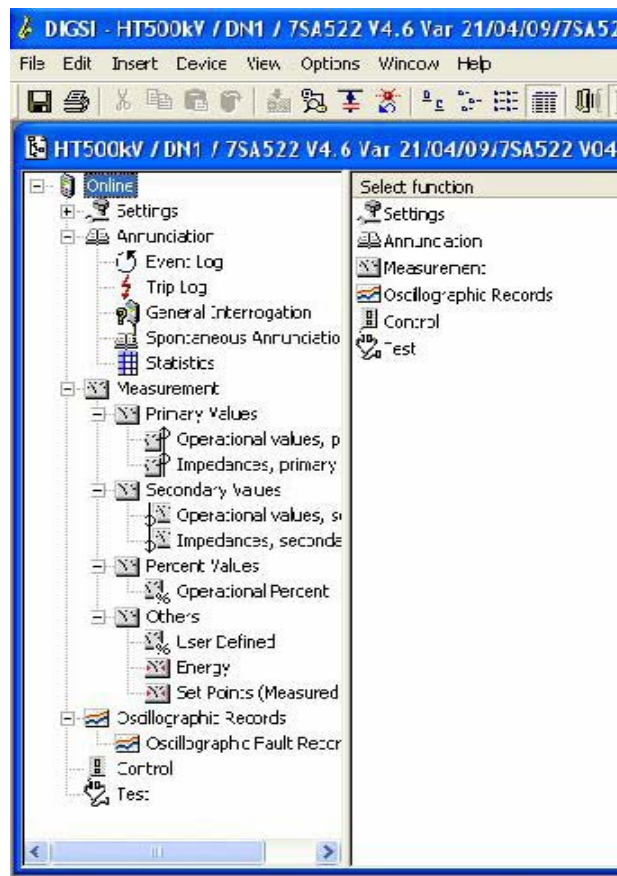 DIGSI - HT500kV / DN1 / 7SA522 V4.6 Var 21/04/09/7SA52
File Edit Insert Device View Options Window Help
HT500kV / DN1 / 7SA522 V4.6 Var 21/04/09/7SA522 V04
Online
Settings
Annunciation
Event Log
Trip Log
General Interrogation
Spontaneous Annunciatio
Statistics
Measurement
Primary Values
Operational values, p
Impedances, primary
Secondary Values
Operational values, s
Impedances, seconda
Percent Values
Operational Percent
Others
User Defined
Energy
Set Points (Measured
Oscillographic Records
Oscillographic Fault Recor
Control
Test
Select function
Settings
Annunciation
Measurement
Oscillographic Records
Control
Test